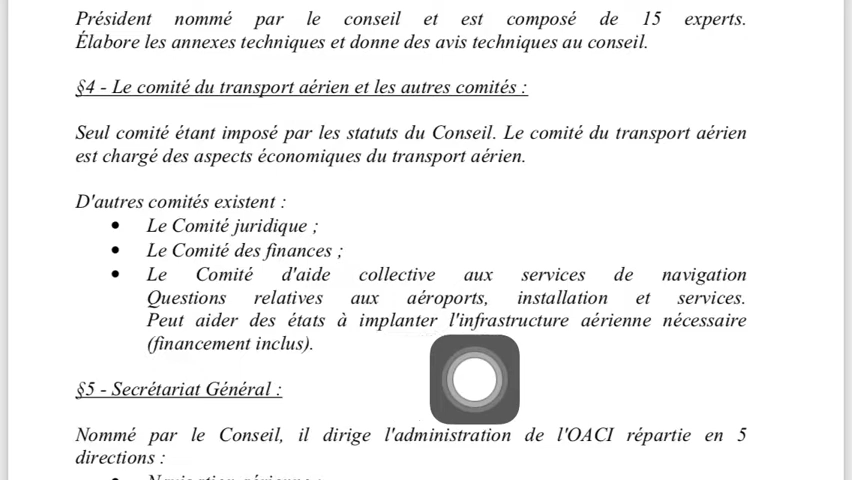 Président nommé par le conseil et est composé de 15 experts.
Élabore les annexes techniques et donne des avis techniques au conseil.
§4 - Le comité du transport aérien et les autres comités :
Seul comité étant imposé par les statuts du Conseil. Le comité du transport aérien
est chargé des aspects économiques du transport aérien.
D'autres comités existent :
• Le Comité juridique ;
• Le Comité des finances ;
• Le Comité d'aide collective aux services de navigation
Questions relatives aux aéroports, installation et services.
Peut aider des états à implanter l'infrastructure aérienne nécessaire
(financement inclus).
§5 - Secrétariat Général :
Nommé par le Conseil, il dirige l'administration de l'OACI répartie en 5
directions :
• Navigation aérienne ;